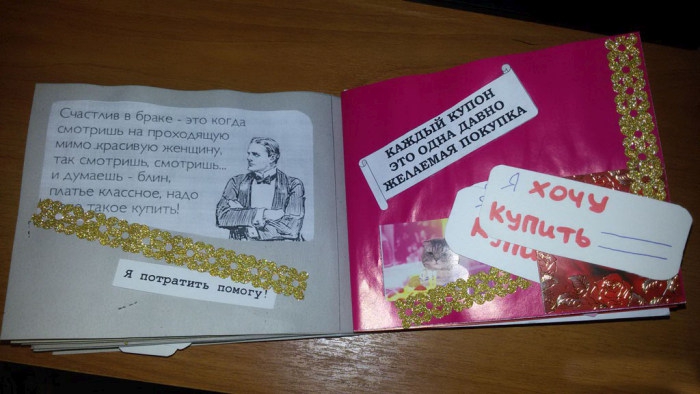 Счастлив в браке - это когда
смотришь на проходящую
мимо красивую женщину,
так смотришь, смотришь...
и думаешь - блин,
платье классное, надо
такое купить!
Я потратить помогу!
КАЖДЫЙ КУПОН
ЭТО ОДНА ДАВНО
ЖЕЛАЕМАЯ ПОКУПКА
Я хочу
купить